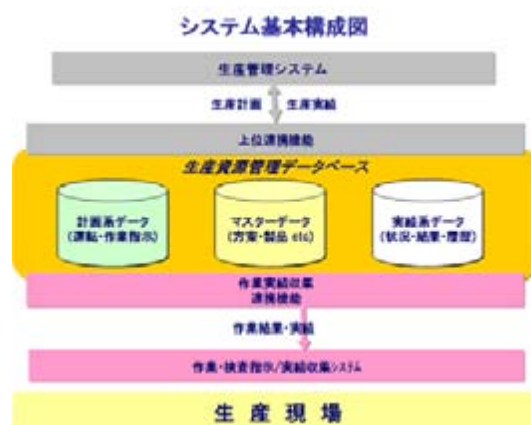 システム基本構成図
生産管理システム
生産計画 生産実績
上位連携機能
生産資源管理データベース
計画系データ
(運転・作業指示)
マスターデータ
(方案・製品 etc)
実績系データ
(状況・結果・履歴)
作業実績収集
連携機能
作業結果・実績
作業・検査指示/実績収集システム
生産現場